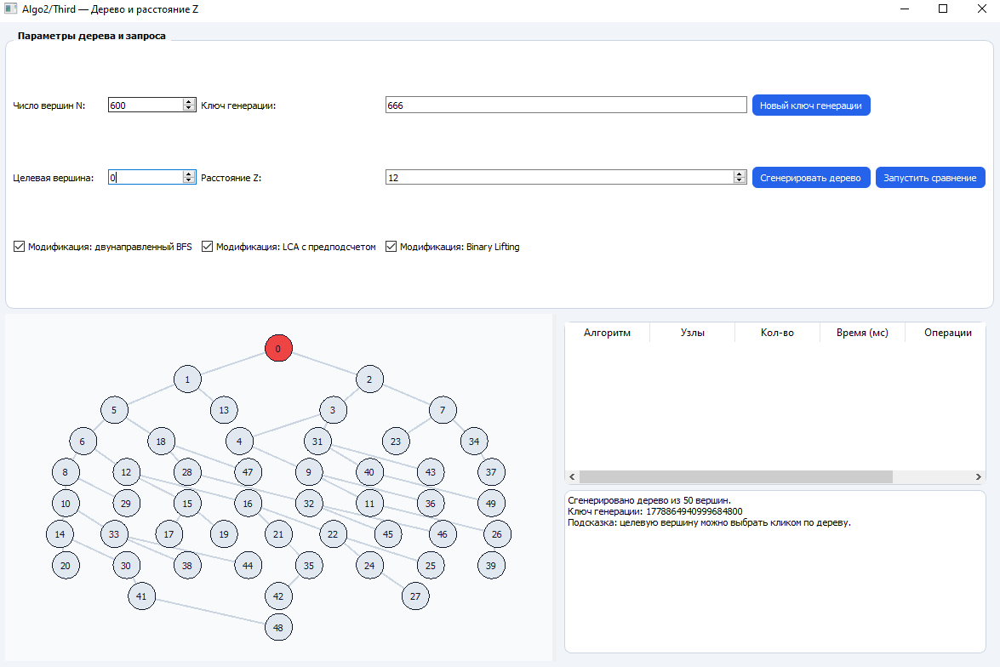 Algo2/Third — Дерево и расстояние Z
Параметры дерева и запроса
Число вершин N: 600 Ключ генерации: 666 Новый ключ генерации
Целевая вершина: 0 Расстояние Z: 12 Сгенерировать дерево Запустить сравнение
Модификация: двунаправленный BFS Модификация: LCA с предподсчетом Модификация: Binary Lifting
0
1 2
5 13 3 7
6 18 4 31 23 34
8 12 28 47 9 40 43 37
10 29 15 16 32 11 36 49
14 33 17 19 21 22 45 46 26
20 30 38 44 35 24 25 39
41 42 27
48
Алгоритм Узлы Кол-во Время (мс) Операции
Сгенерировано дерево из 50 вершин.
Ключ генерации: 1778864940999684800
Подсказка: целевую вершину можно выбрать кликом по дереву.